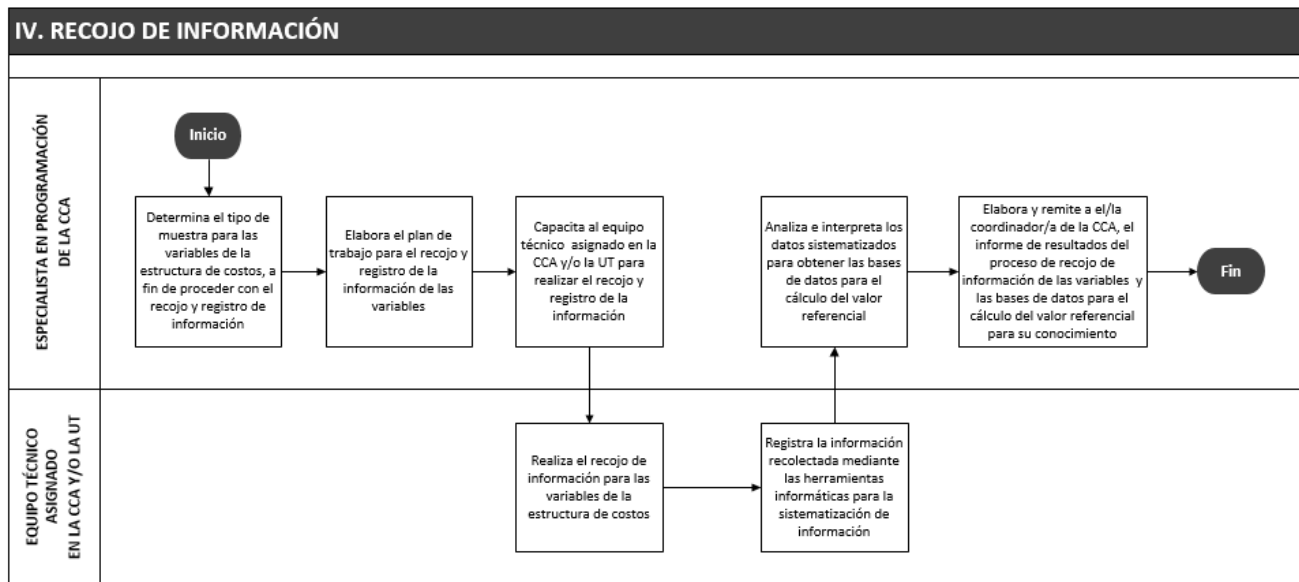 IV. RECOJO DE INFORMACIÓN
ESPECIALISTA EN PROGRAMACIÓN
DE LA CCA
Inicio
Determina el tipo de
muestra para las
variables de la
estructura de costos, a
fin de proceder con el
recojo y registro de
información
Elabora el plan de
trabajo para el recojo y
registro de la
información de las
variables
Capacita al equipo
técnico asignado en la
CCA y/o la UT para
realizar el recojo y
registro de la
información
Analiza e interpreta los
datos sistematizados
para obtener las bases
de datos para el
cálculo del valor
referencial
Elabora y remite a el/la
coordinador/a de la CCA, el
informe de resultados del
proceso de recojo de
información de las variables y
las bases de datos para el
cálculo del valor referencial
para su conocimiento
Fin
EQUIPO TÉCNICO
ASIGNADO
EN LA CCA Y/O LA UT
Realiza el recojo de
información para las
variables de la
estructura de costos
Registra la información
recolectada mediante
las herramientas
informáticas para la
sistematización de
información